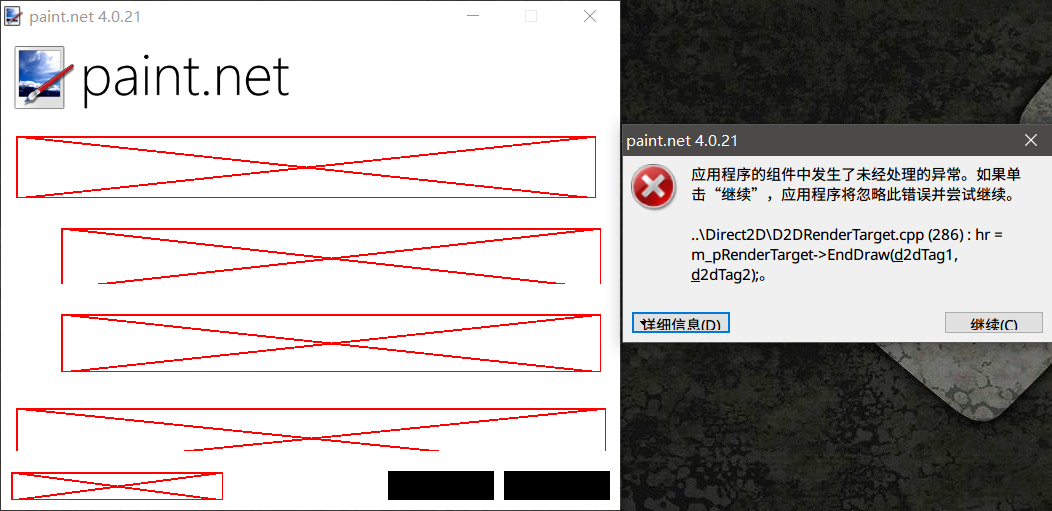 paint.net 4.0.21
paint.net
paint.net 4.0.21
应用程序的组件中发生了未经处理的异常。如果单
击“继续”，应用程序将忽略此错误并尝试继续。
..\Direct2D\D2DRenderTarget.cpp (286) : hr =
m_pRenderTarget->EndDraw(d2dTag1,
d2dTag2);。
详细信息(D)
继续(C)